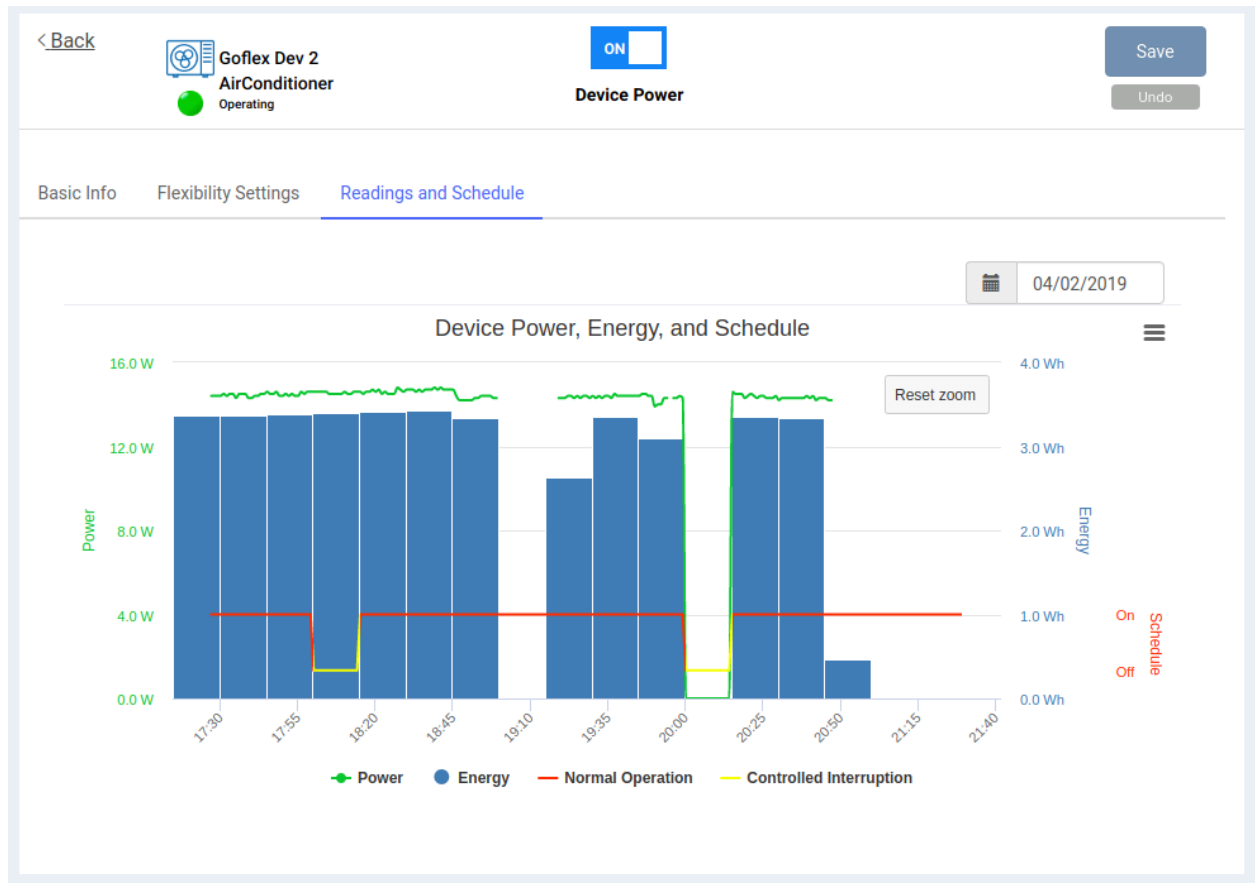 Back
Goflex Dev 2
AirConditioner
Operating
ON
Device Power
Save
Undo
Basic Info
Flexibility Settings
Readings and Schedule
04/02/2019
Device Power, Energy, and Schedule
Reset zoom
Power
16.0 W
12.0 W
8.0 W
4.0 W
0.0 W
4.0 Wh
3.0 Wh
2.0 Wh
1.0 Wh
0.0 Wh
Energy
On
Off
Schedule
17:30
17:55
18:20
18:45
19:10
19:35
20:00
20:25
20:50
21:15
21:40
Power
Energy
Normal Operation
Controlled Interruption